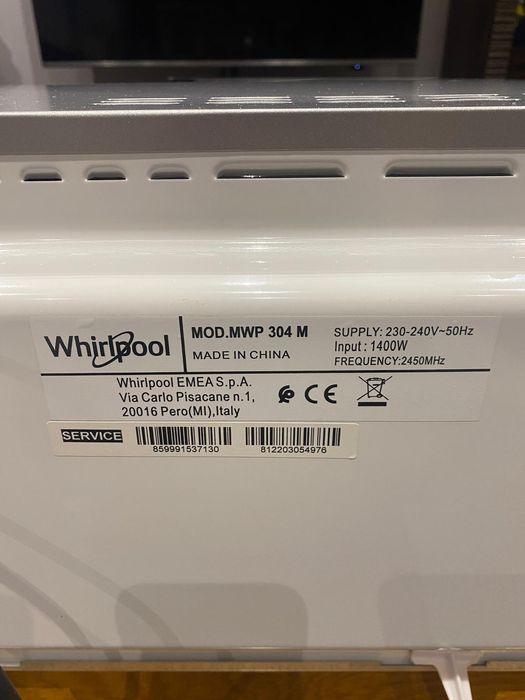 Whirlpool
MOD.MWP 304 M
MADE IN CHINA
SUPPLY: 230-240V~50Hz
Input : 1400W
FREQUENCY:2450MHz
Whirlpool EMEA S.p.A.
Via Carlo Pisacane n.1,
20016 Pero(MI),Italy
CE
SERVICE
859991537130
812203054976